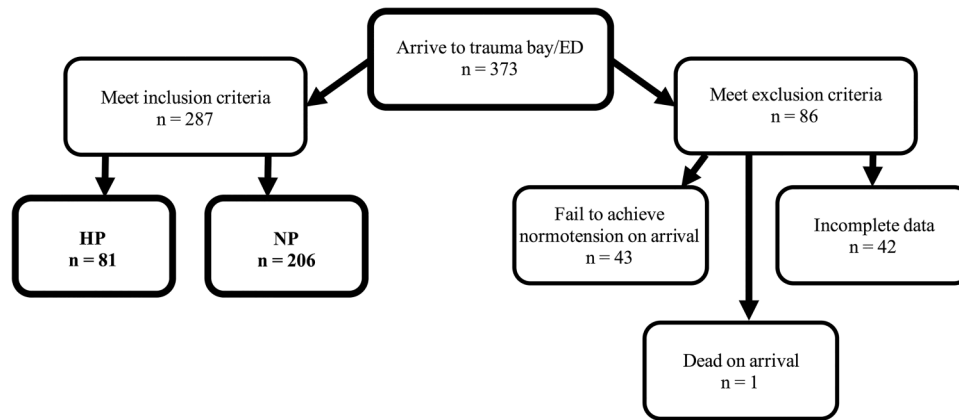 Arrive to trauma bay/ED
n = 373
Meet inclusion criteria
n = 287
Meet exclusion criteria
n = 86
HP
n = 81
NP
n = 206
Fail to achieve
normotension on arrival
n = 43
Incomplete data
n = 42
Dead on arrival
n = 1